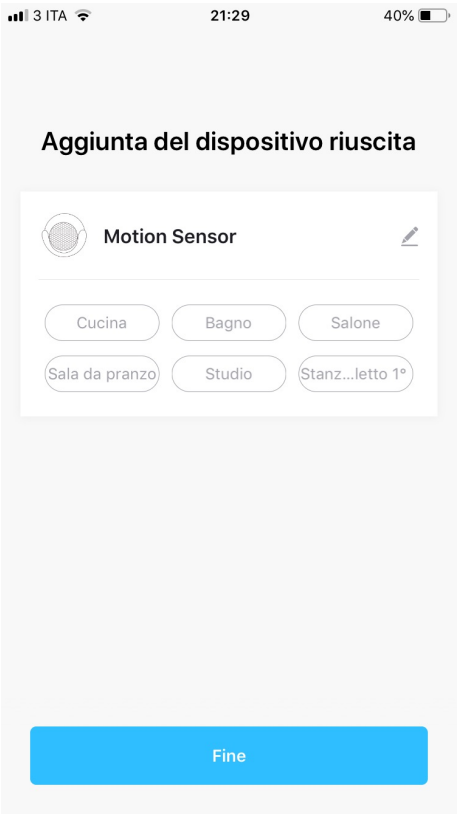 3 ITA 21:29 40%
Aggiunta del dispositivo riuscita
Motion Sensor
Cucina Bagno Salone
Sala da pranzo Studio Stanz...letto 1°
Fine